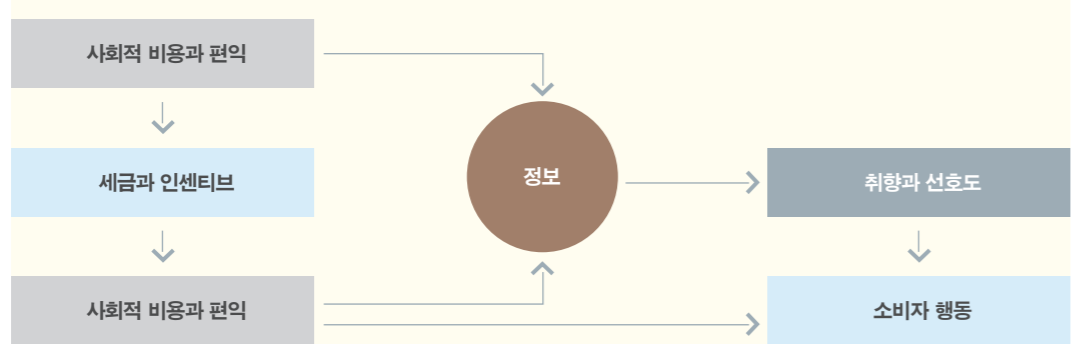 사회적 비용과 편익
세금과 인센티브
정보
취향과 선호도
사회적 비용과 편익
소비자 행동